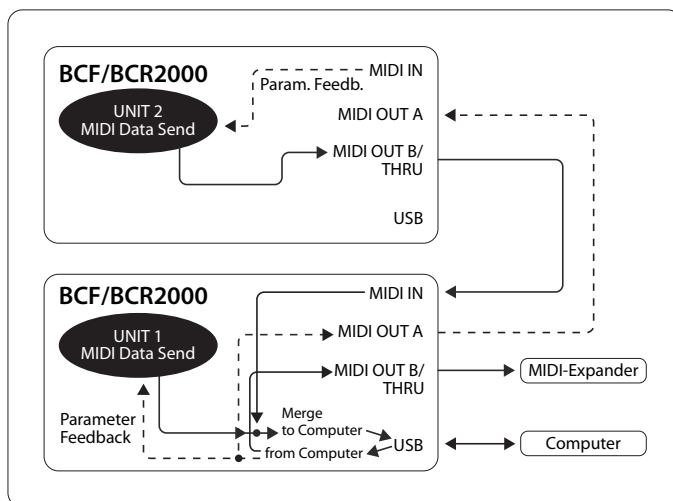 BCF/BCR2000
MIDI IN
Param. Feedb.
UNIT 2
MIDI Data Send
MIDI OUT A
MIDI OUT B/
THRU
USB
BCF/BCR2000
MIDI IN
UNIT 1
MIDI Data Send
MIDI OUT A
MIDI OUT B/
THRU
MIDI-Expander
Parameter
Feedback
Merge
to Computer
from Computer
USB
Computer